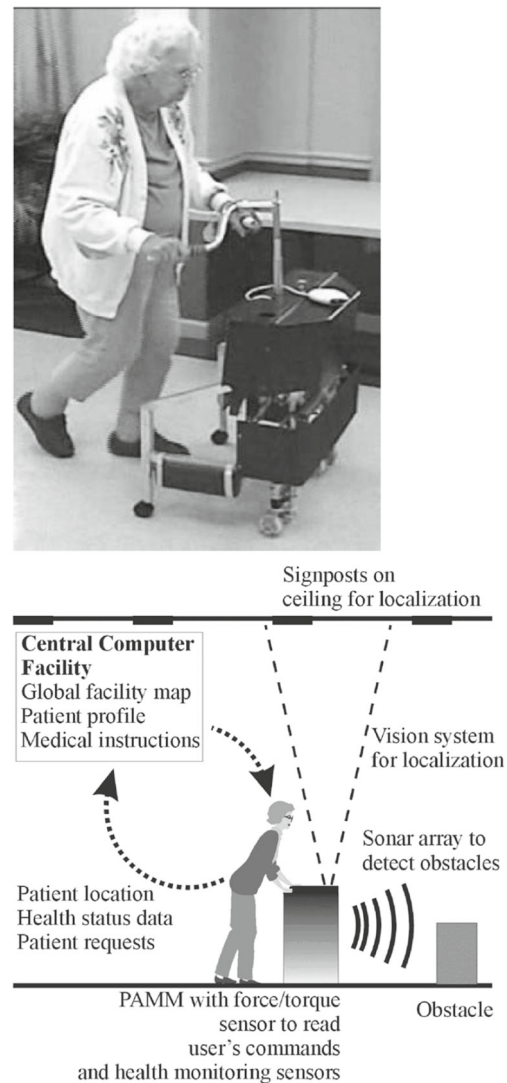 Signposts on
ceiling for localization
Central Computer
Facility
Global facility map
Patient profile
Medical instructions
Vision system
for localization
Sonar array to
detect obstacles
Patient location
Health status data
Patient requests
PAMM with force/torque
sensor to read
user's commands
and health monitoring sensors
Obstacle